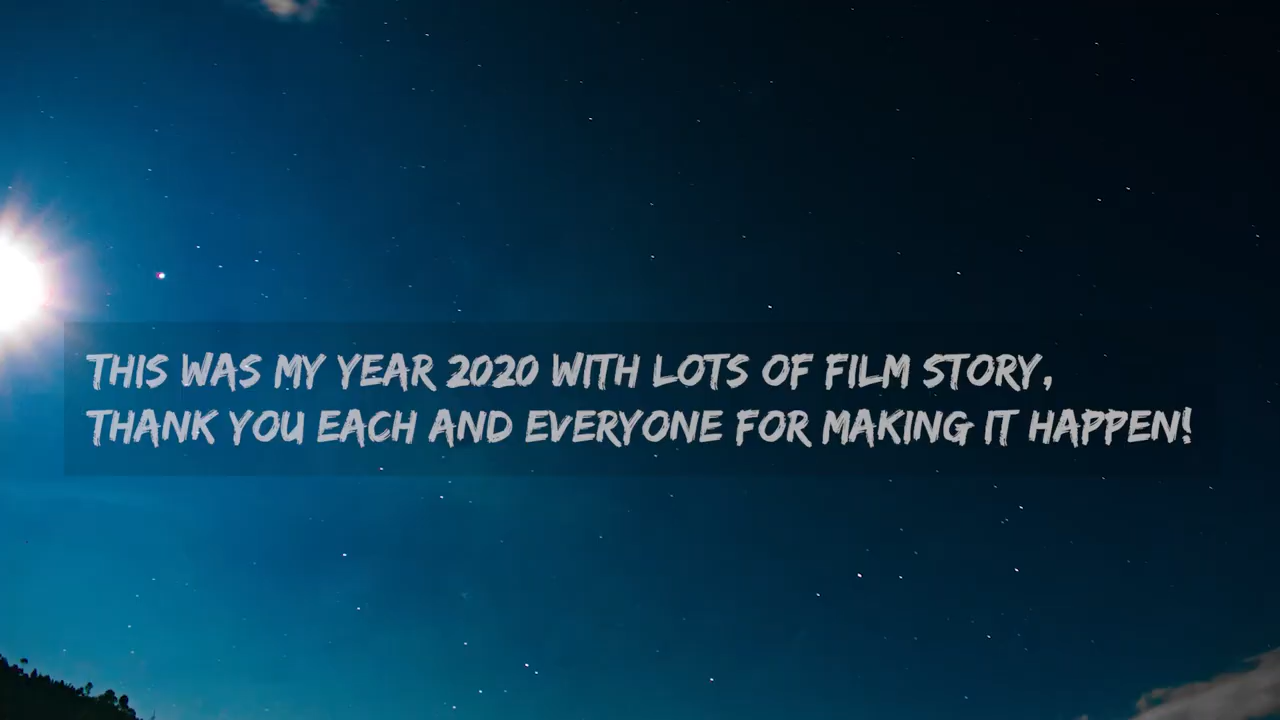 THIS WAS MY YEAR 2020 WITH LOTS OF FILM STORY,
THANK YOU EACH AND EVERYONE FOR MAKING IT HAPPEN!